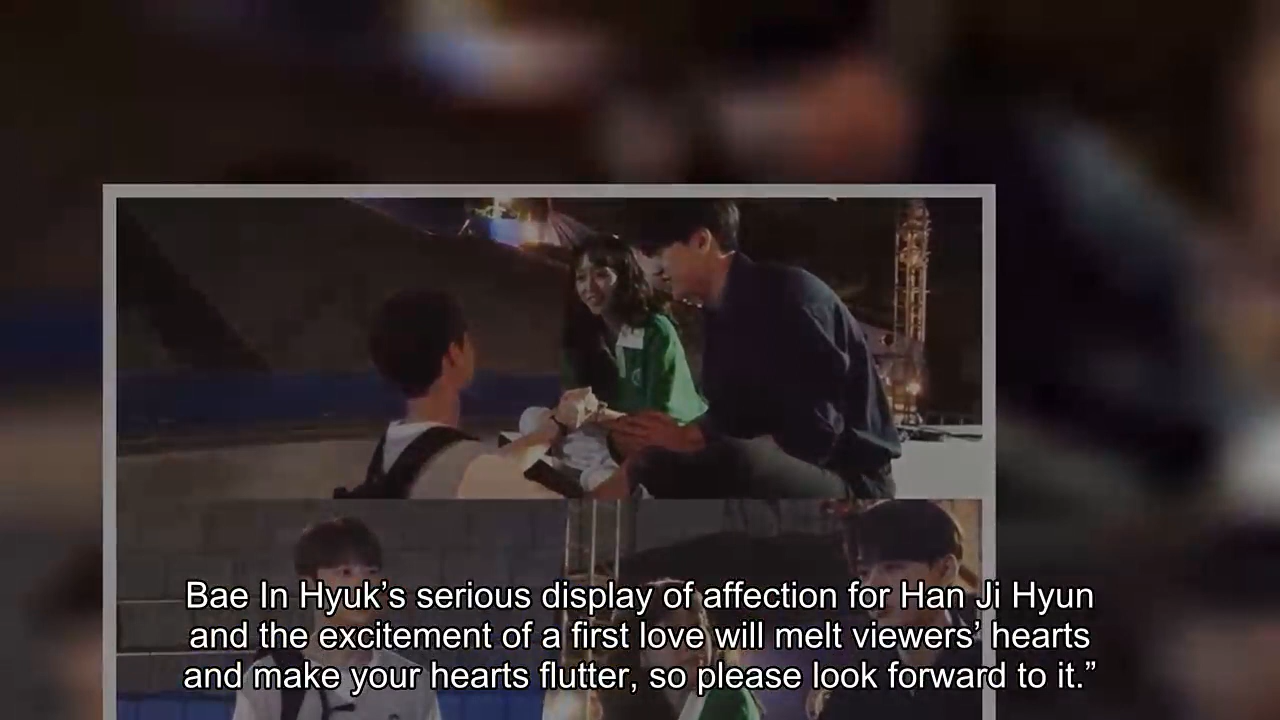 Bae In Hyuk’s serious display of affection for Han Ji Hyun
and the excitement of a first love will melt viewers’ hearts
and make your hearts flutter, so please look forward to it.”